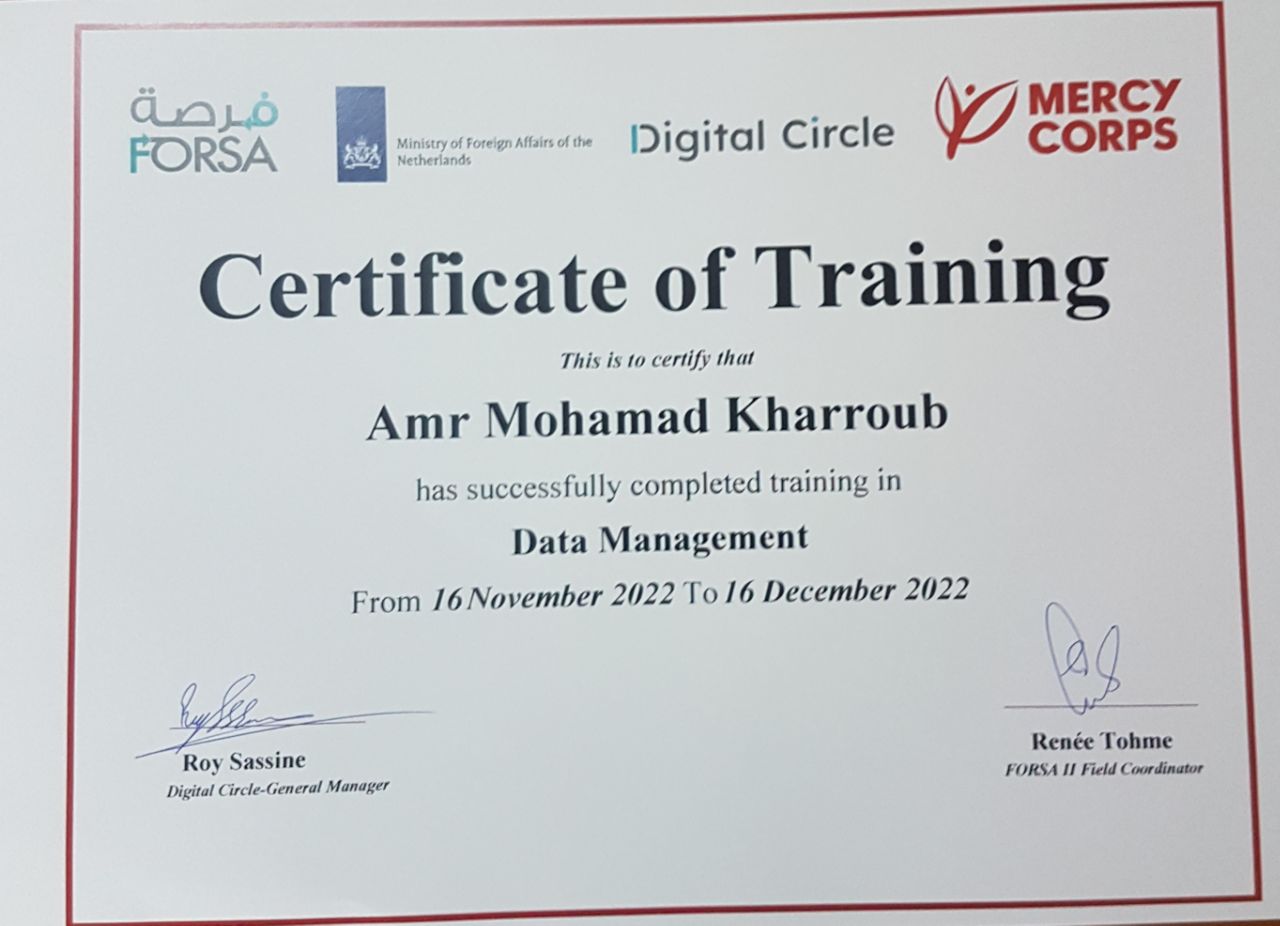 فرصة
FORSA
Ministry of Foreign Affairs of the
Netherlands
Digital Circle
MERCY
CORPS
Certificate of Training
This is to certify that
Amr Mohamad Kharroub
has successfully completed training in
Data Management
From 16 November 2022 To 16 December 2022
Roy Sassine
Digital Circle-General Manager
Renée Tohme
FORSA II Field Coordinator